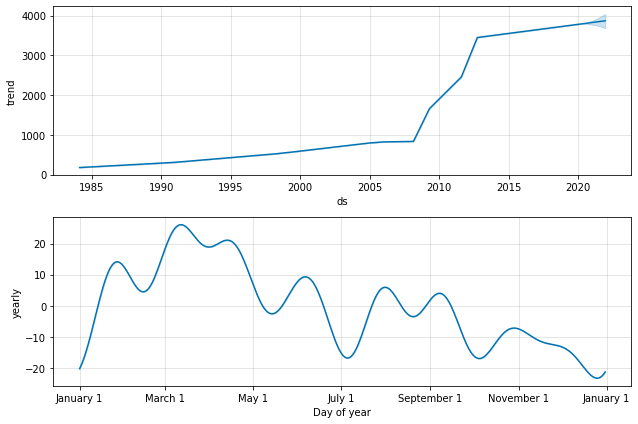 4000
3000
2000
1000
0
trend
1985
1990
1995
2000
2005
2010
2015
2020
ds
20
10
0
−10
−20
yearly
January 1
March 1
May 1
July 1
September 1
November 1
January 1
Day of year